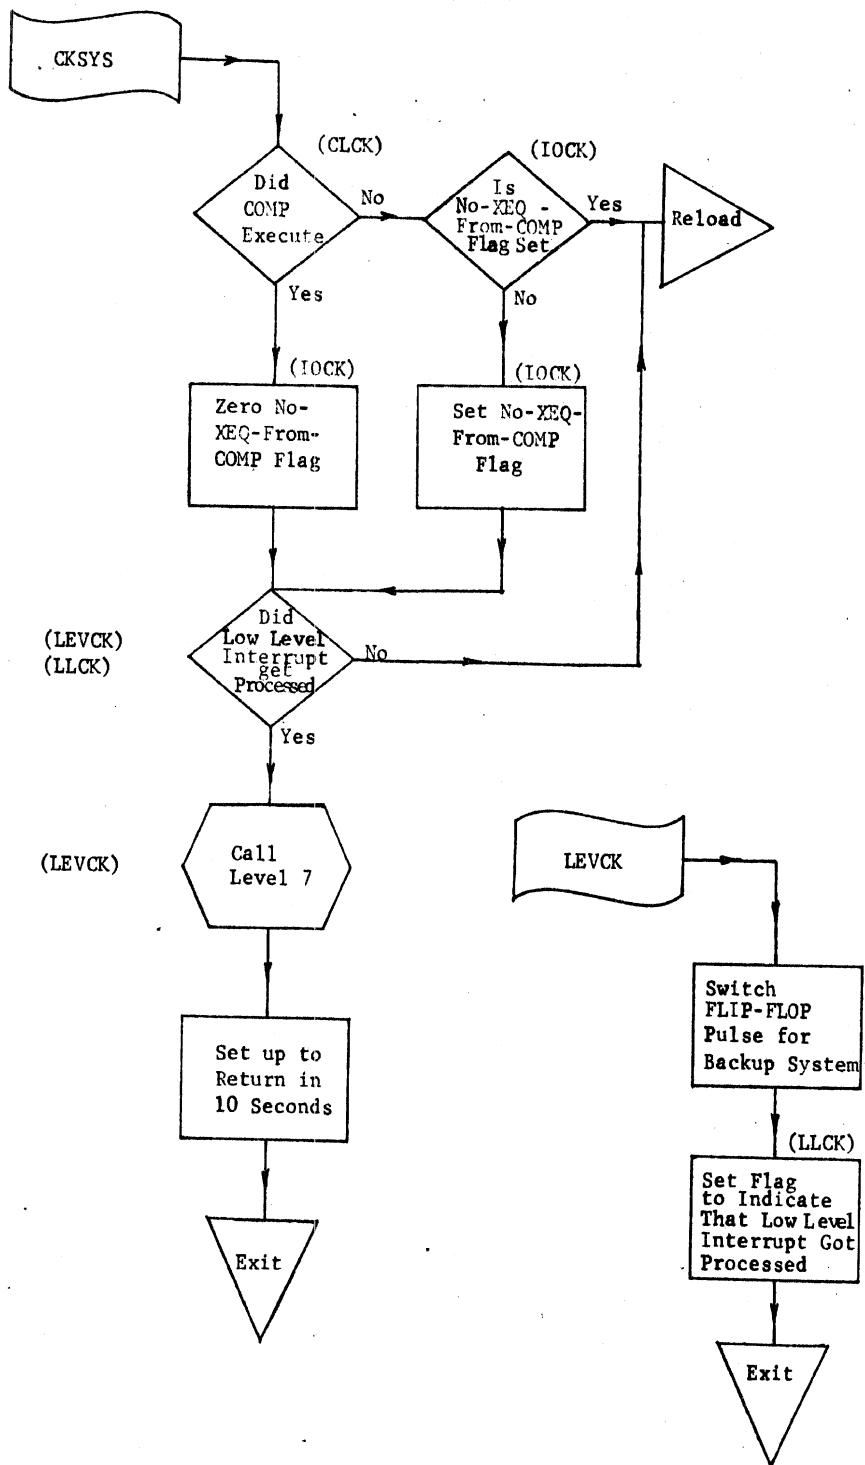 CKSYS
(CLCK)
Did
COMP
Execute
No
(IOCK)
Is
No-XEQ -
From-COMP
Flag Set
Yes
Reload
Yes
No
(IOCK)
Zero No-
XEQ-From-
COMP Flag
(IOCK)
Set No-XEQ-
From-COMP
Flag
(LEVCK)
(LLCK)
Did
Low Level
Interrupt
get
Processed
No
Yes
(LEVCK)
Call
Level 7
Set up to
Return in
10 Seconds
Exit
LEVCK
Switch
FLIP-FLOP
Pulse for
Backup System
(LLCK)
Set Flag
to Indicate
That Low Level
Interrupt Got
Processed
Exit